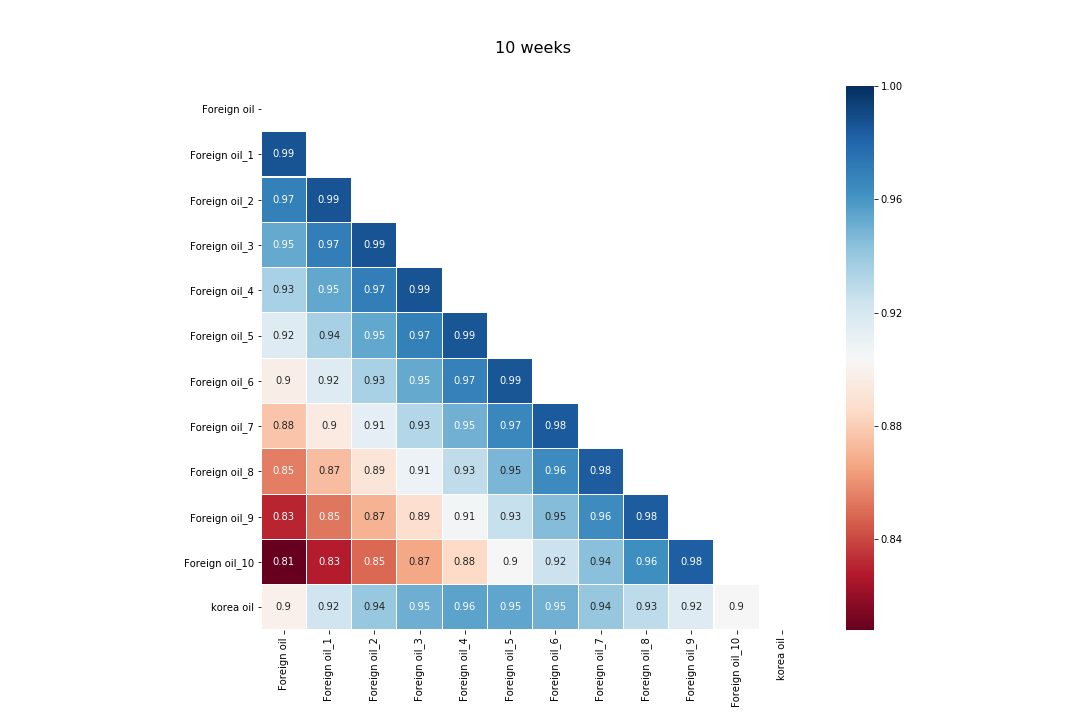 10 weeks
1.00
Foreign oil
Foreign oil_1 0.99
Foreign oil_2 0.97 0.99
0.96
Foreign oil_3 0.95 0.97 0.99
Foreign oil_4 0.93 0.95 0.97 0.99
0.92
Foreign oil_5 0.92 0.94 0.95 0.97 0.99
Foreign oil_6 0.9 0.92 0.93 0.95 0.97 0.99
Foreign oil_7 0.88 0.9 0.91 0.93 0.95 0.97 0.98
0.88
Foreign oil_8 0.85 0.87 0.89 0.91 0.93 0.95 0.96 0.98
Foreign oil_9 0.83 0.85 0.87 0.89 0.91 0.93 0.95 0.96 0.98
0.84
Foreign oil_10 0.81 0.83 0.85 0.87 0.88 0.9 0.92 0.94 0.96 0.98
korea oil 0.9 0.92 0.94 0.95 0.96 0.95 0.95 0.94 0.93 0.92 0.9
Foreign oil
Foreign oil_1
Foreign oil_2
Foreign oil_3
Foreign oil_4
Foreign oil_5
Foreign oil_6
Foreign oil_7
Foreign oil_8
Foreign oil_9
Foreign oil_10
korea oil